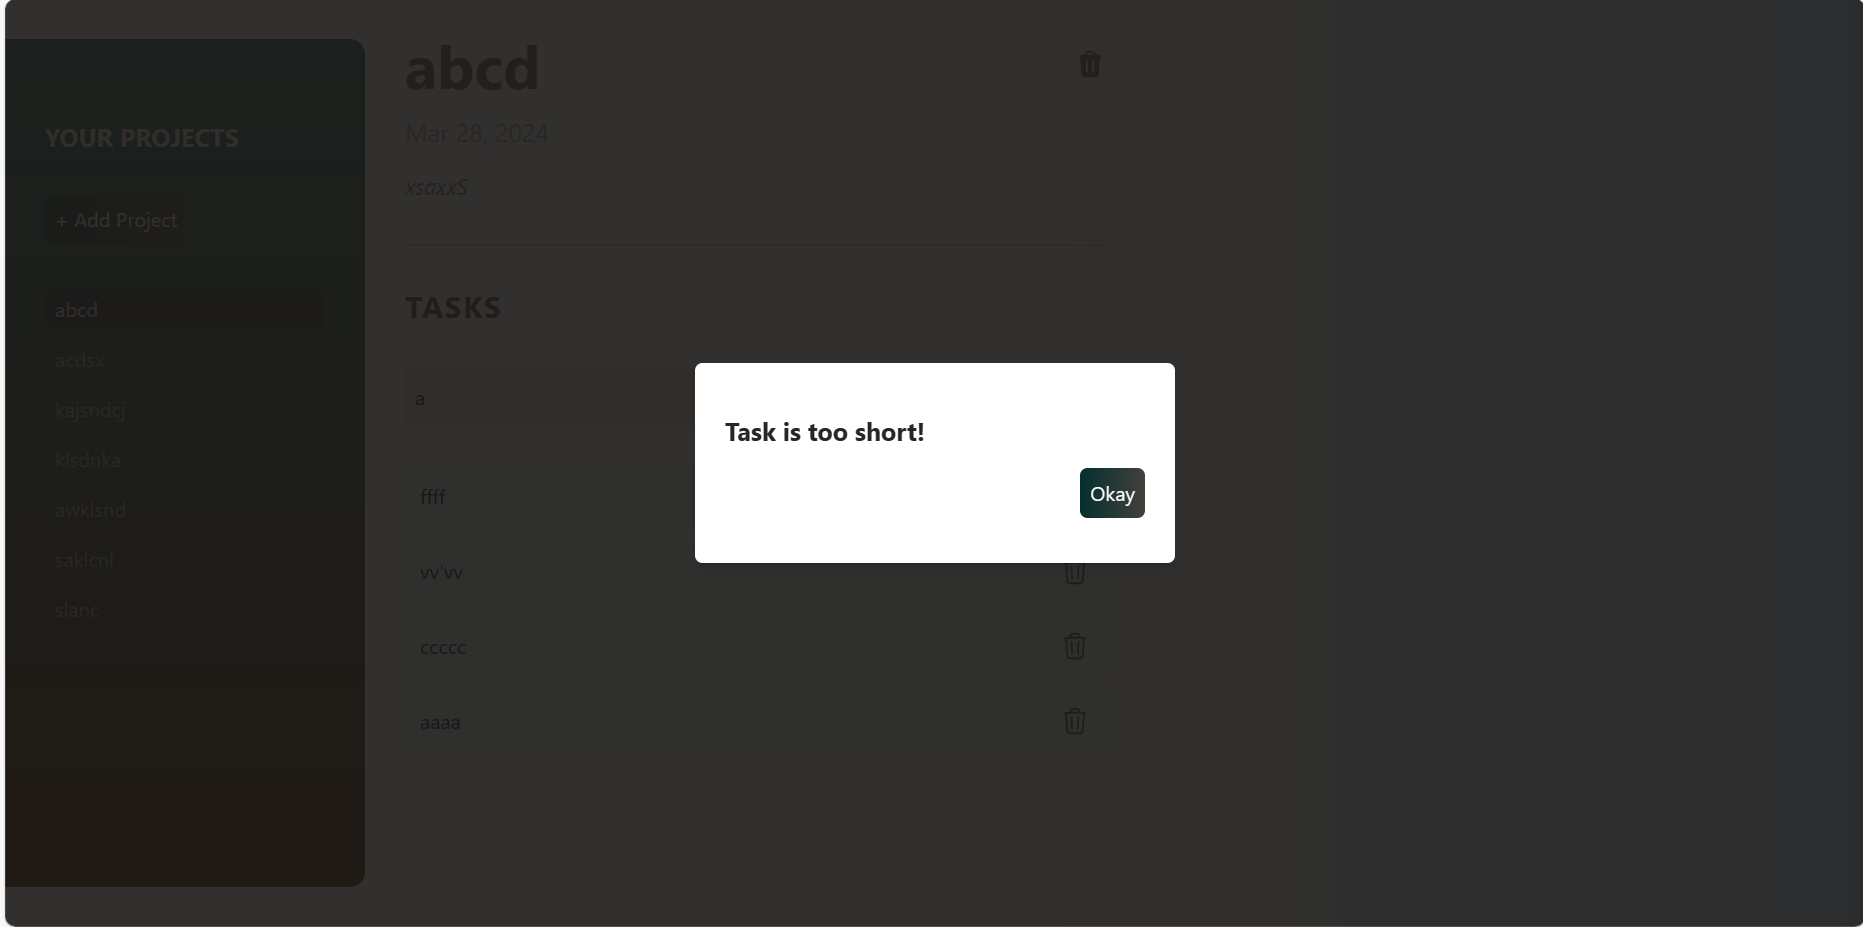 YOUR PROJECTS
+ Add Project
abcd
acdsx
kajsndcj
klsdnka
awklsnd
saklcnl
slanc
abcd
Mar 28, 2024
xsaxxS
TASKS
a
ffff
vv'vv
ccccc
aaaa
Task is too short!
Okay